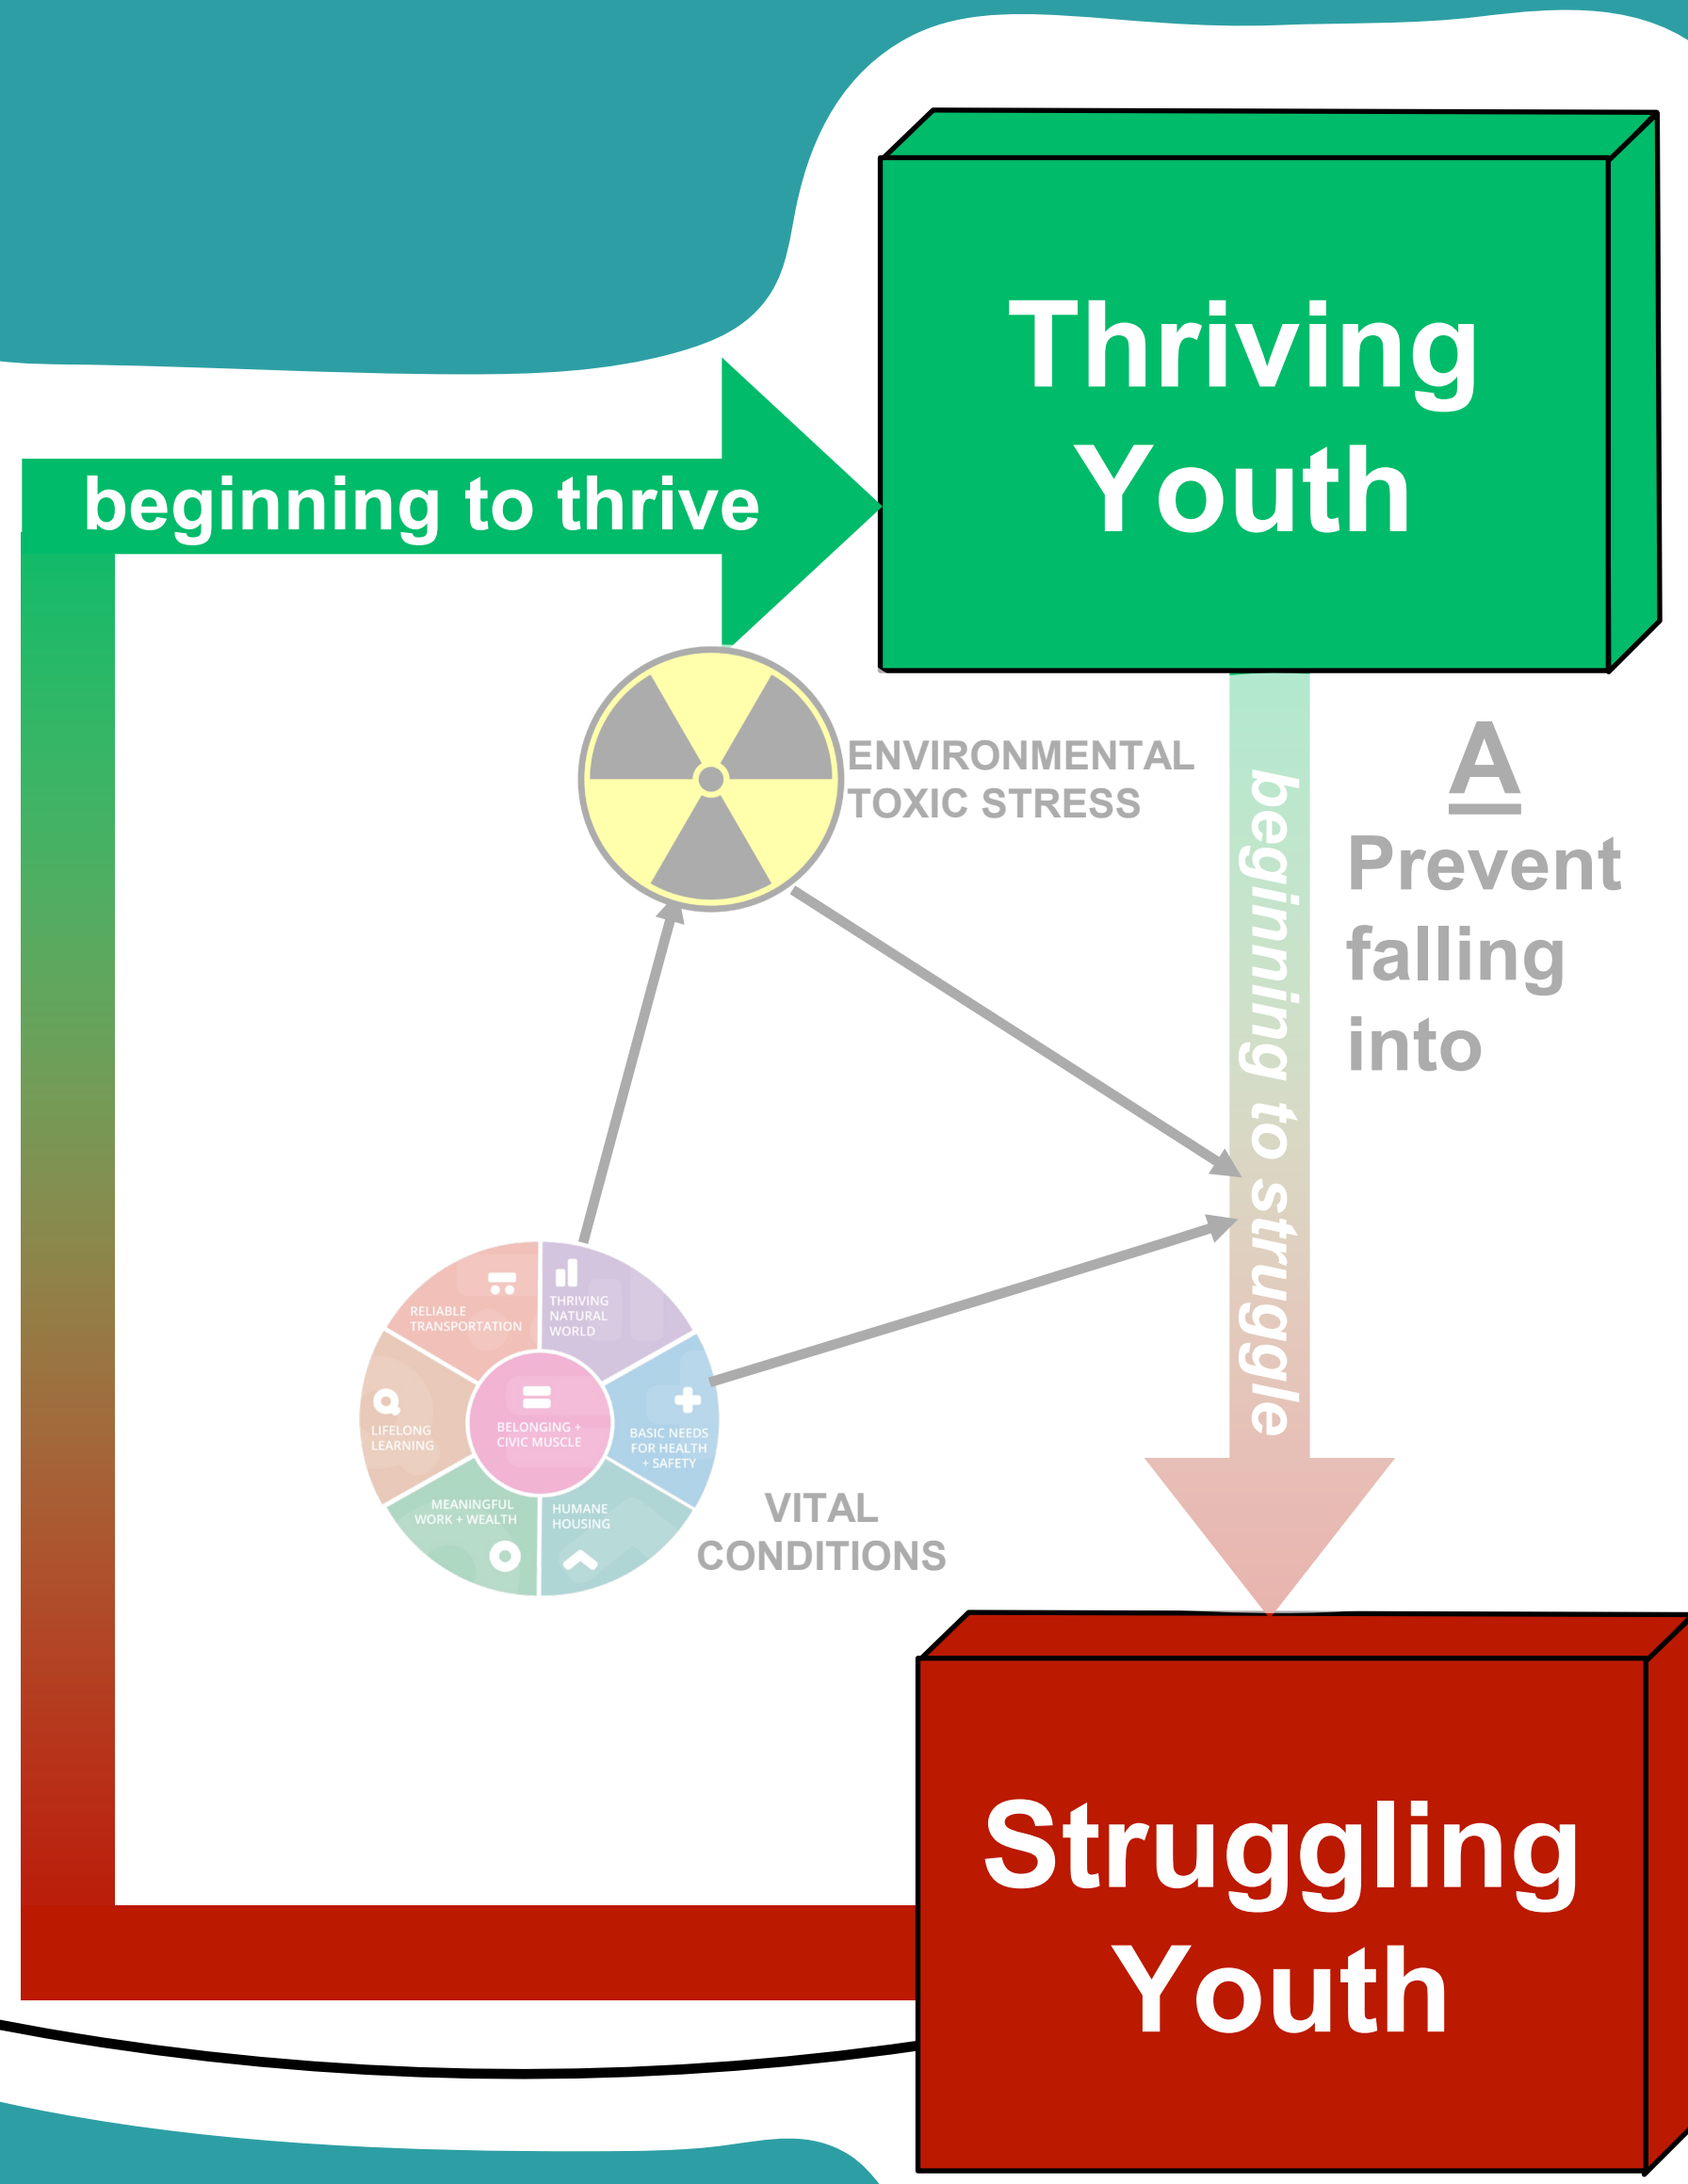 Thriving
Youth
beginning to thrive
ENVIRONMENTAL
TOXIC STRESS
A
Prevent
falling
into
beginning to struggle
RELIABLE
TRANSPORTATION
THRIVING
NATURAL
WORLD
LIFELONG
LEARNING
BELONGING +
CIVIC MUSCLE
BASIC NEEDS
FOR HEALTH
+ SAFETY
MEANINGFUL
WORK + WEALTH
HUMANE
HOUSING
VITAL
CONDITIONS
Struggling
Youth